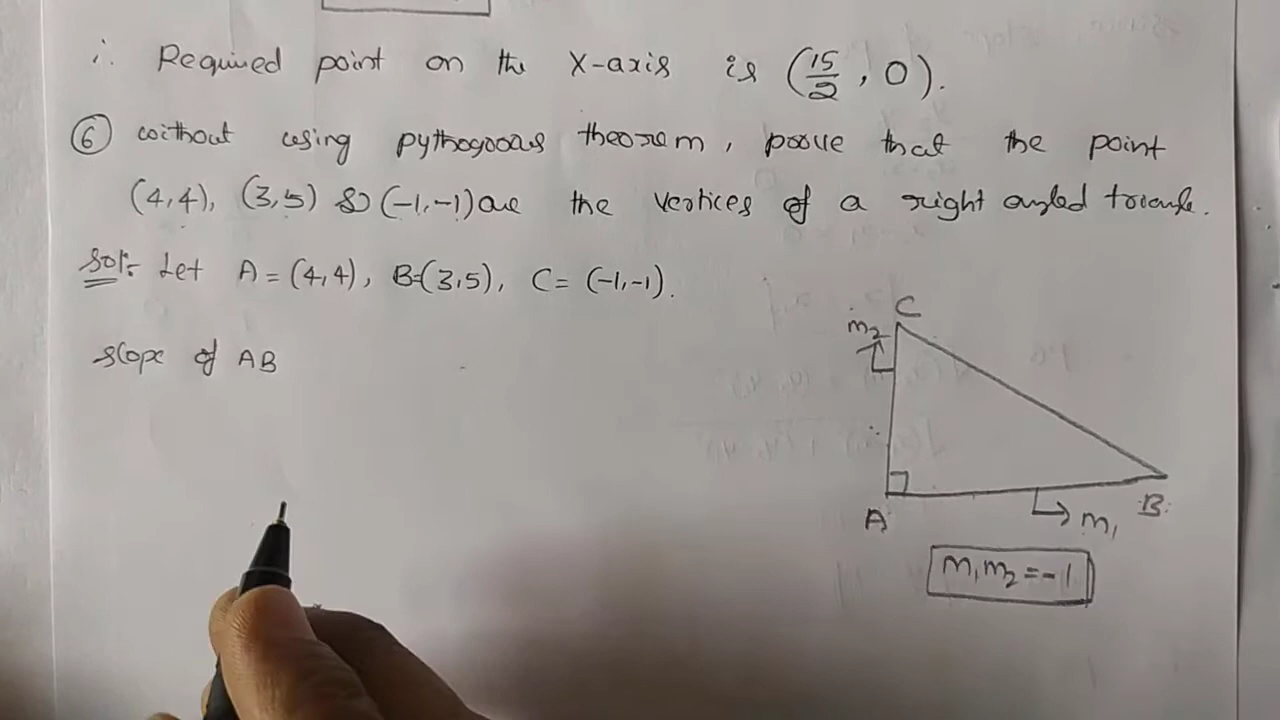 ∴ Required point on the X-axis is (15/2, 0).
⑥ without using pythogoras theorem, prove that the point
(4,4), (3,5) & (-1,-1) are the vertices of a right angled triangle.
Sol:- Let A = (4,4), B=(3,5), C= (-1,-1).
slope of AB
C
m₂
A
B
m₁
m₁m₂ = -1